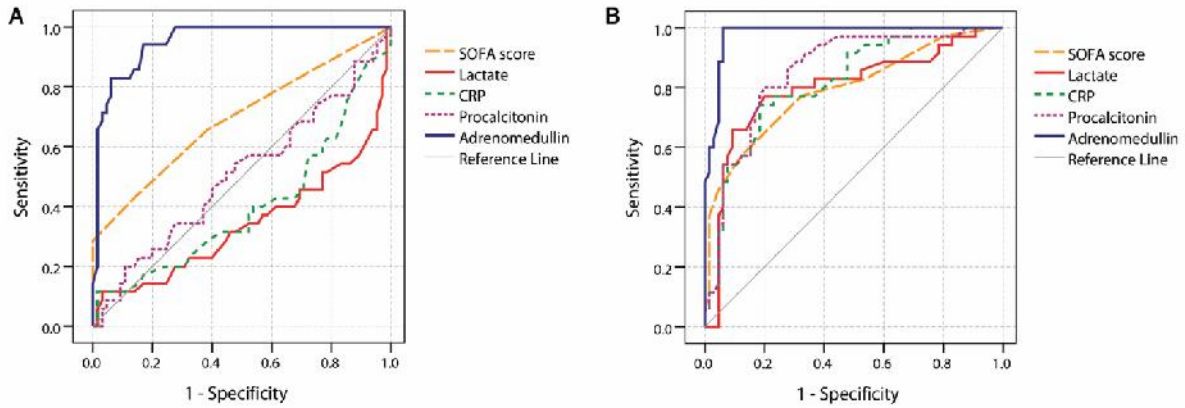 A
1.0
0.8
0.6
0.4
0.2
0.0
Sensitivity
0.0
0.2
0.4
0.6
0.8
1.0
1 - Specificity
SOFA score
Lactate
CRP
Procalcitonin
Adrenomedullin
Reference Line
B
1.0
0.8
0.6
0.4
0.2
0.0
Sensitivity
0.0
0.2
0.4
0.6
0.8
1.0
1 - Specificity
SOFA score
Lactate
CRP
Procalcitonin
Adrenomedullin
Reference Line